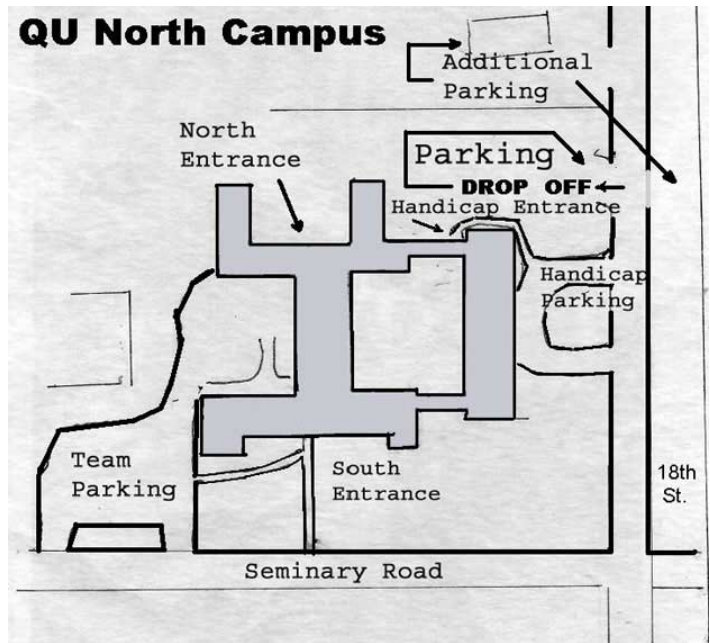 QU North Campus
Additional
Parking
North
Entrance
Parking
DROP OFF
Handicap Entrance
Handicap
Parking
Team
Parking
South
Entrance
18th
St.
Seminary Road